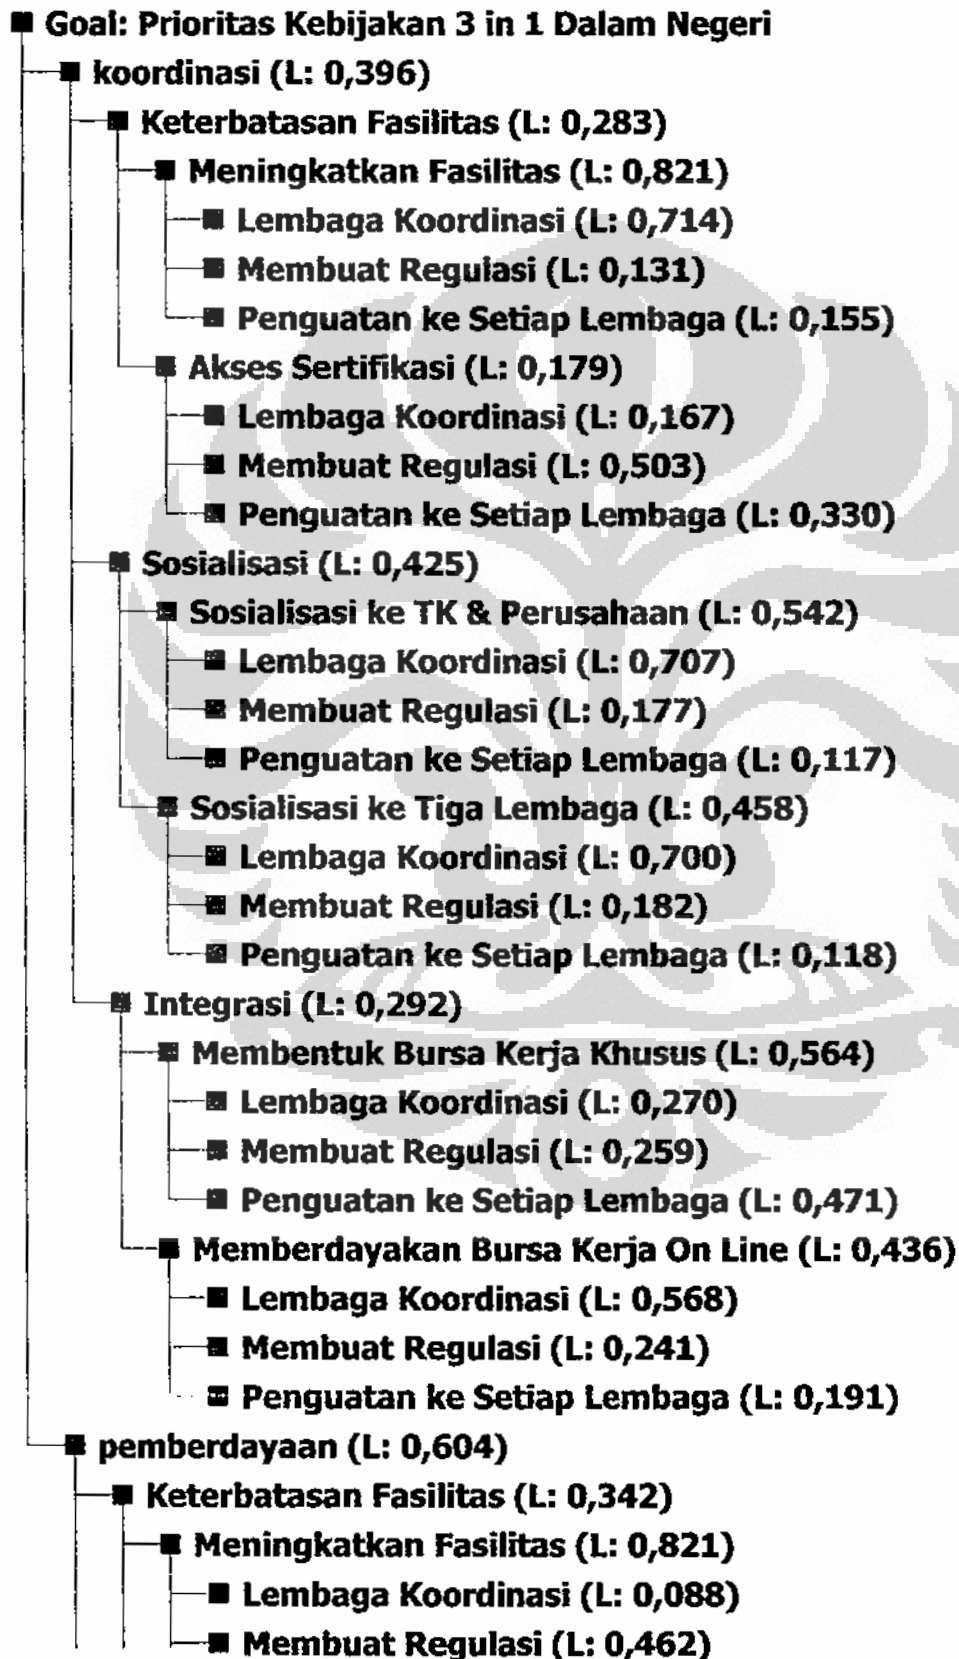 Goal: Prioritas Kebijakan 3 in 1 Dalam Negeri
koordinasi (L: 0,396)
Keterbatasan Fasilitas (L: 0,283)
Meningkatkan Fasilitas (L: 0,821)
Lembaga Koordinasi (L: 0,714)
Membuat Regulasi (L: 0,131)
Penguatan ke Setiap Lembaga (L: 0,155)
Akses Sertifikasi (L: 0,179)
Lembaga Koordinasi (L: 0,167)
Membuat Regulasi (L: 0,503)
Penguatan ke Setiap Lembaga (L: 0,330)
Sosialisasi (L: 0,425)
Sosialisasi ke TK & Perusahaan (L: 0,542)
Lembaga Koordinasi (L: 0,707)
Membuat Regulasi (L: 0,177)
Penguatan ke Setiap Lembaga (L: 0,117)
Sosialisasi ke Tiga Lembaga (L: 0,458)
Lembaga Koordinasi (L: 0,700)
Membuat Regulasi (L: 0,182)
Penguatan ke Setiap Lembaga (L: 0,118)
Integrasi (L: 0,292)
Membentuk Bursa Kerja Khusus (L: 0,564)
Lembaga Koordinasi (L: 0,270)
Membuat Regulasi (L: 0,259)
Penguatan ke Setiap Lembaga (L: 0,471)
Memberdayakan Bursa Kerja On Line (L: 0,436)
Lembaga Koordinasi (L: 0,568)
Membuat Regulasi (L: 0,241)
Penguatan ke Setiap Lembaga (L: 0,191)
pemberdayaan (L: 0,604)
Keterbatasan Fasilitas (L: 0,342)
Meningkatkan Fasilitas (L: 0,821)
Lembaga Koordinasi (L: 0,088)
Membuat Regulasi (L: 0,462)